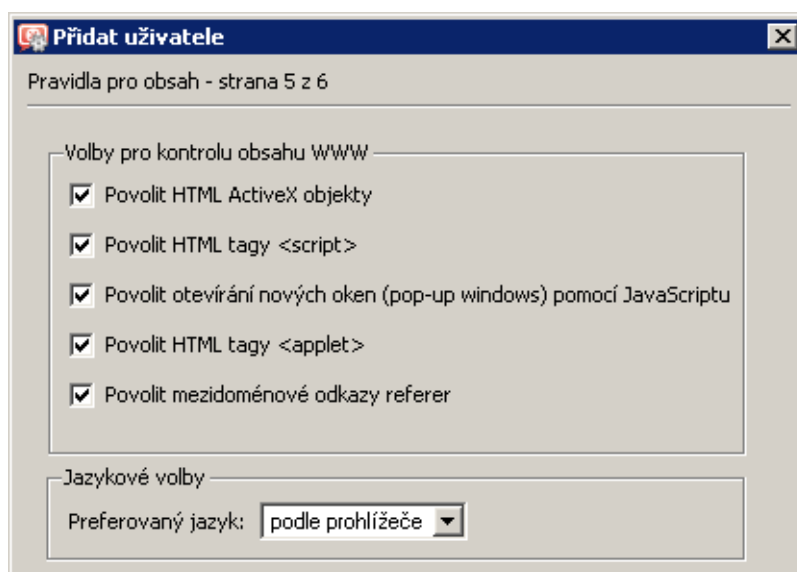 Přidat uživatele
Pravidla pro obsah - strana 5 z 6
Volby pro kontrolu obsahu WWW
Povolit HTML ActiveX objekty
Povolit HTML tagy <script>
Povolit otevírání nových oken (pop-up windows) pomocí JavaScriptu
Povolit HTML tagy <applet>
Povolit mezidoménové odkazy referer
Jazykové volby
Preferovaný jazyk: podle prohlížeče